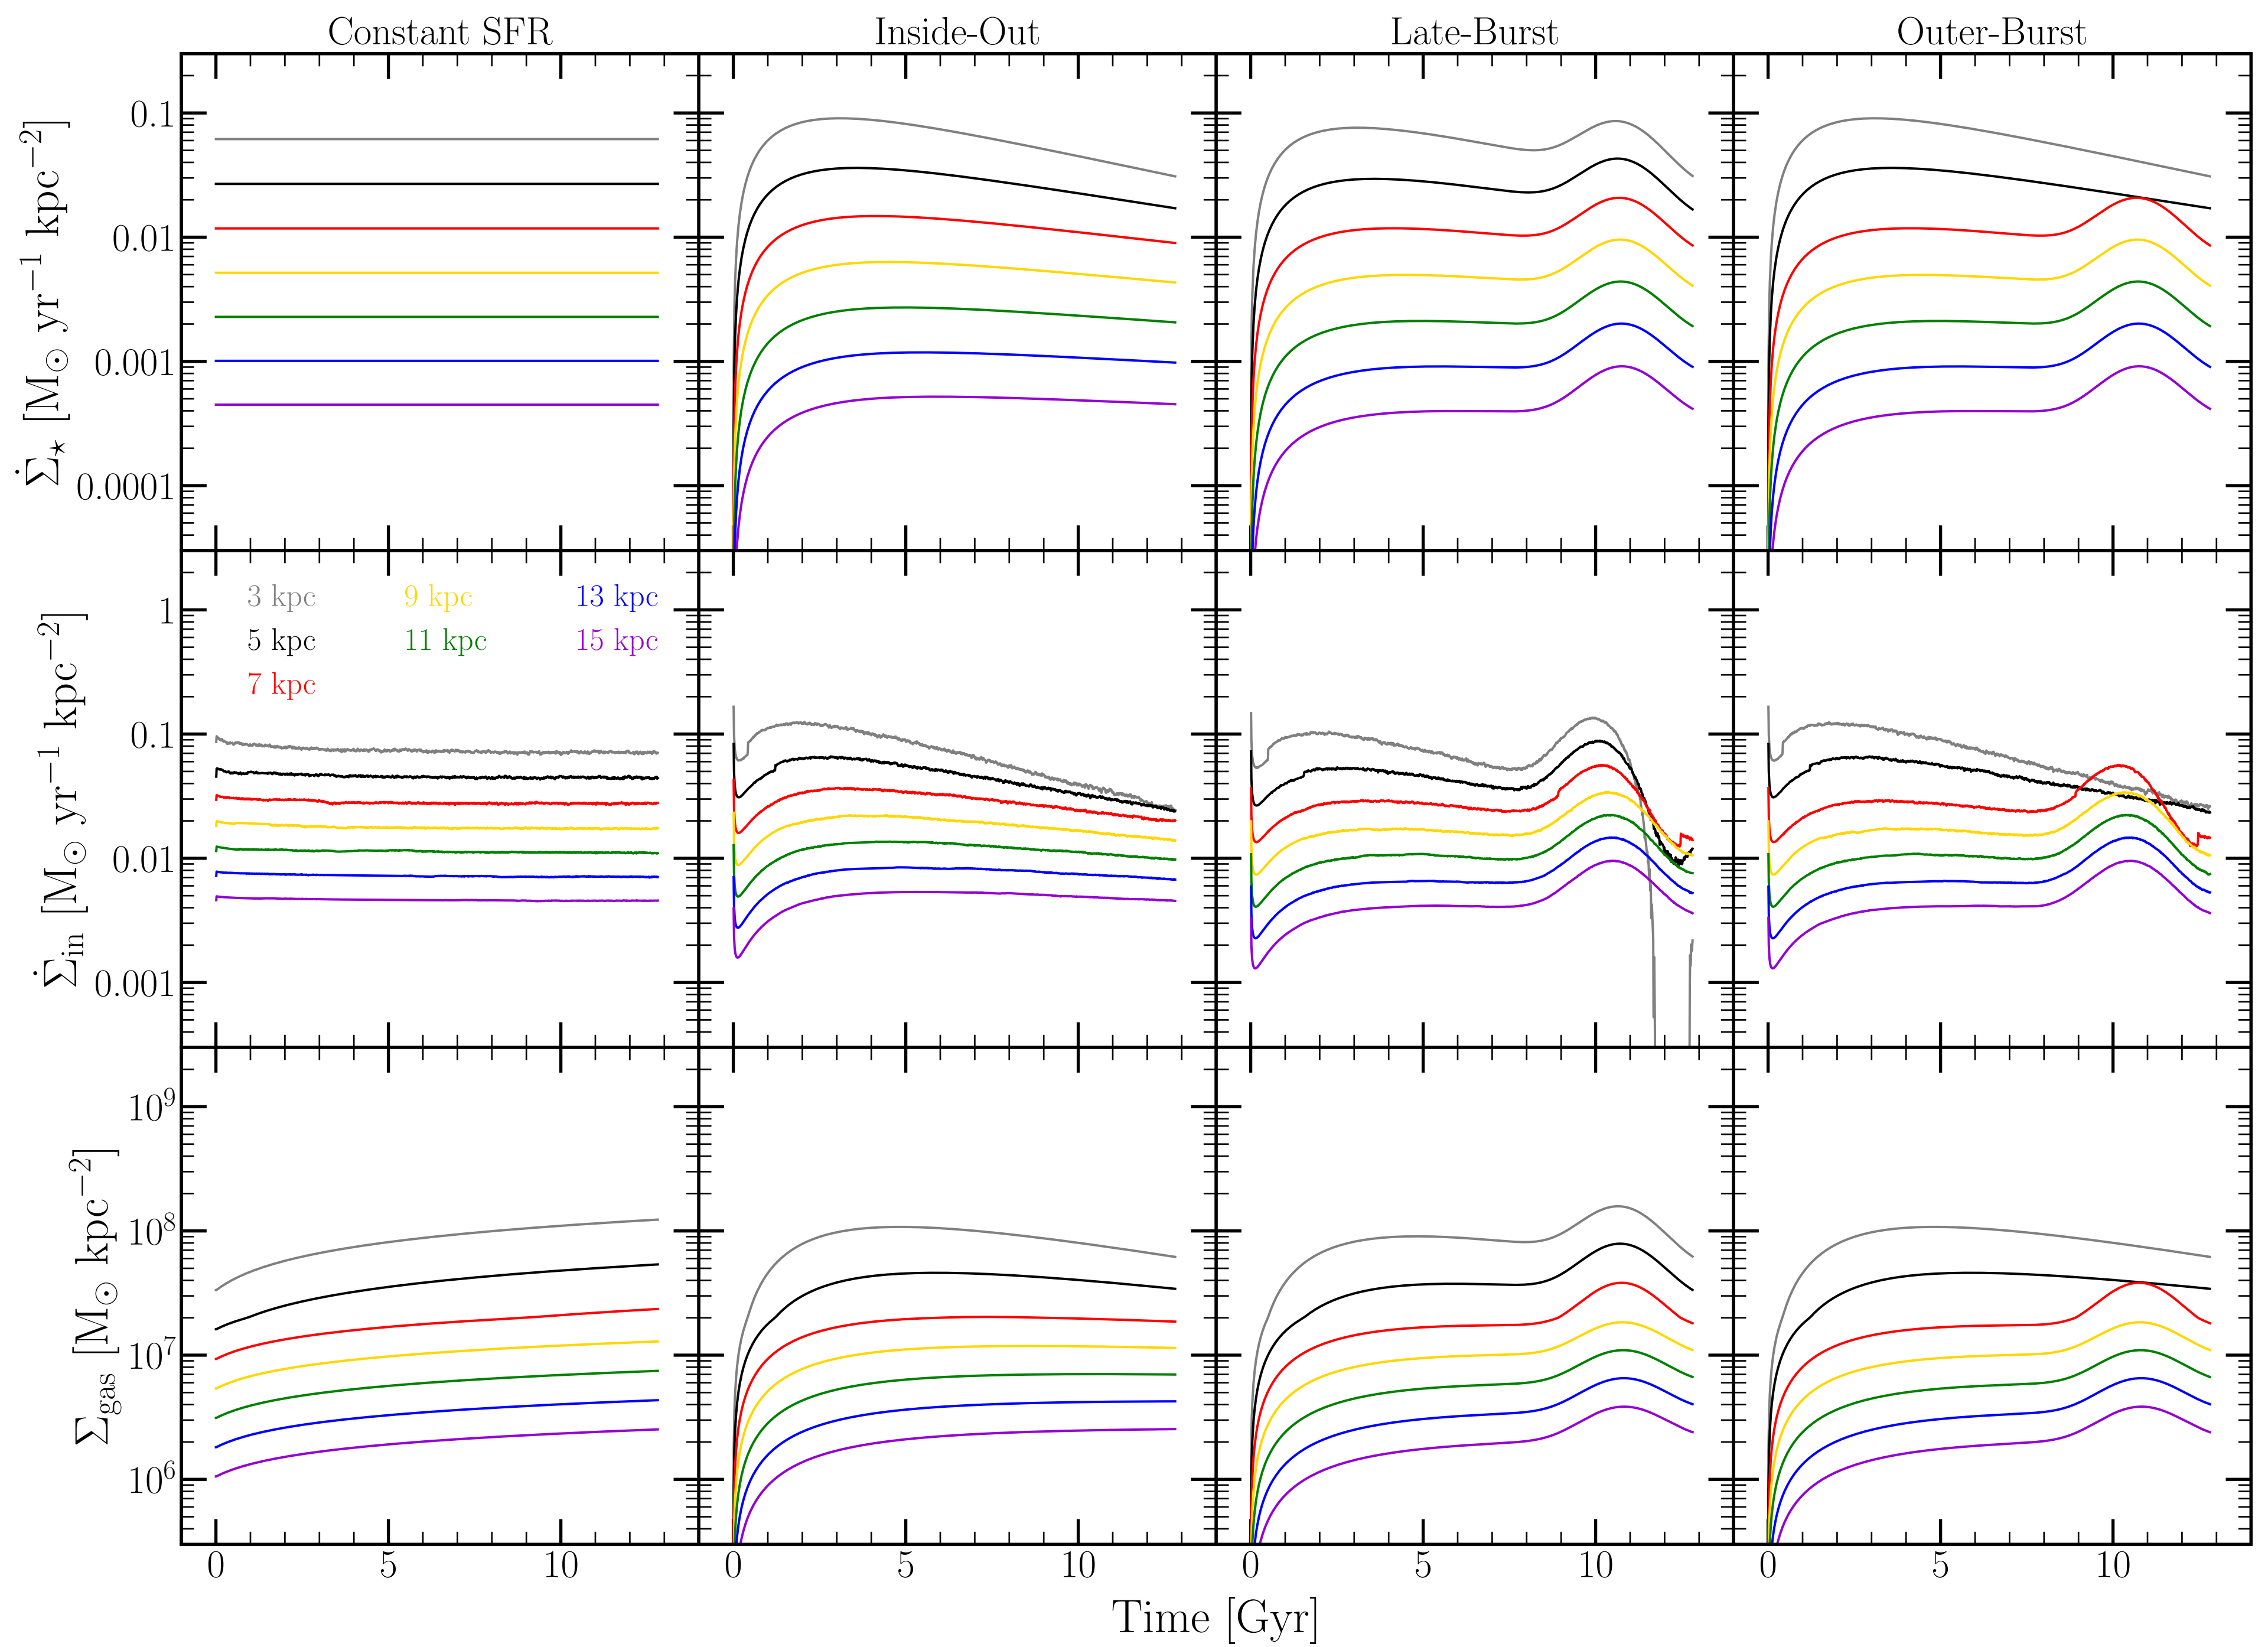 Constant SFR Inside-Out Late-Burst Outer-Burst
Σ̇⋆ [M⊙ yr⁻¹ kpc⁻²]
0.1
0.01
0.001
0.0001
Σ̇in [M⊙ yr⁻¹ kpc⁻²]
1
0.1
0.01
0.001
3 kpc 9 kpc 13 kpc
5 kpc 11 kpc 15 kpc
7 kpc
Σgas [M⊙ kpc⁻²]
10⁹
10⁸
10⁷
10⁶
0 5 10 0 5 10 0 5 10 0 5 10
Time [Gyr]